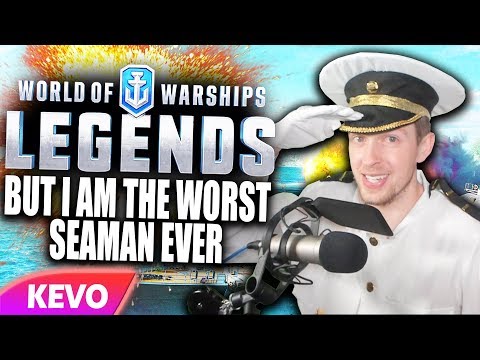 WORLD OF WARSHIPS
LEGENDS
BUT I AM THE WORST
SEAMAN EVER
KEVO